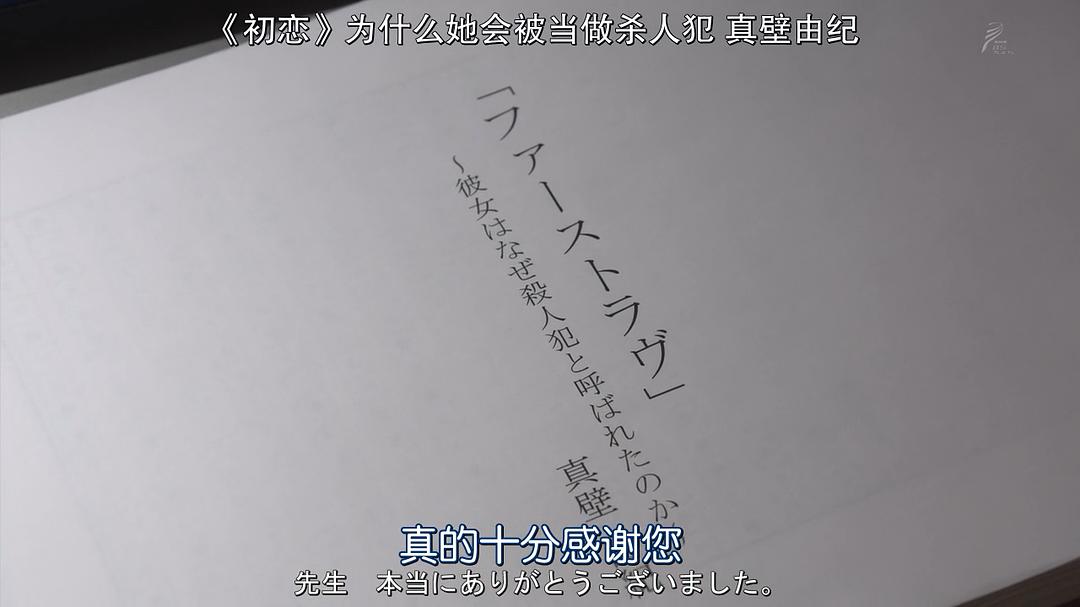 《初恋》为什么她会被当做杀人犯 真壁由纪
「ファーストラヴ」
~彼女はなぜ殺人犯と呼ばれたのか
真壁
真的十分感谢您
先生 本当にありがとうございました。